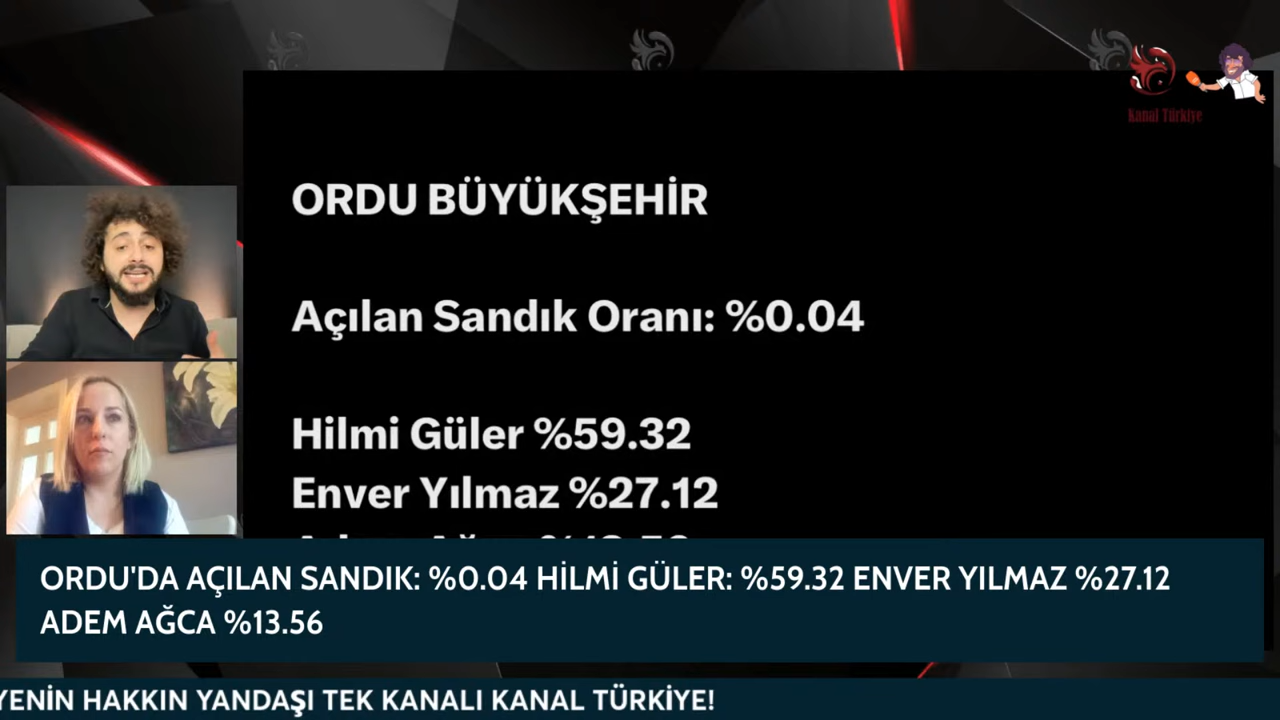 Kanal Türkiye
ORDU BÜYÜKŞEHİR
Açılan Sandık Oranı: %0.04
Hilmi Güler %59.32
Enver Yılmaz %27.12
ORDU'DA AÇILAN SANDIK: %0.04 HİLMİ GÜLER: %59.32 ENVER YILMAZ %27.12
ADEM AĞCA %13.56
YENİN HAKKIN YANDAŞI TEK KANALI KANAL TÜRKİYE!